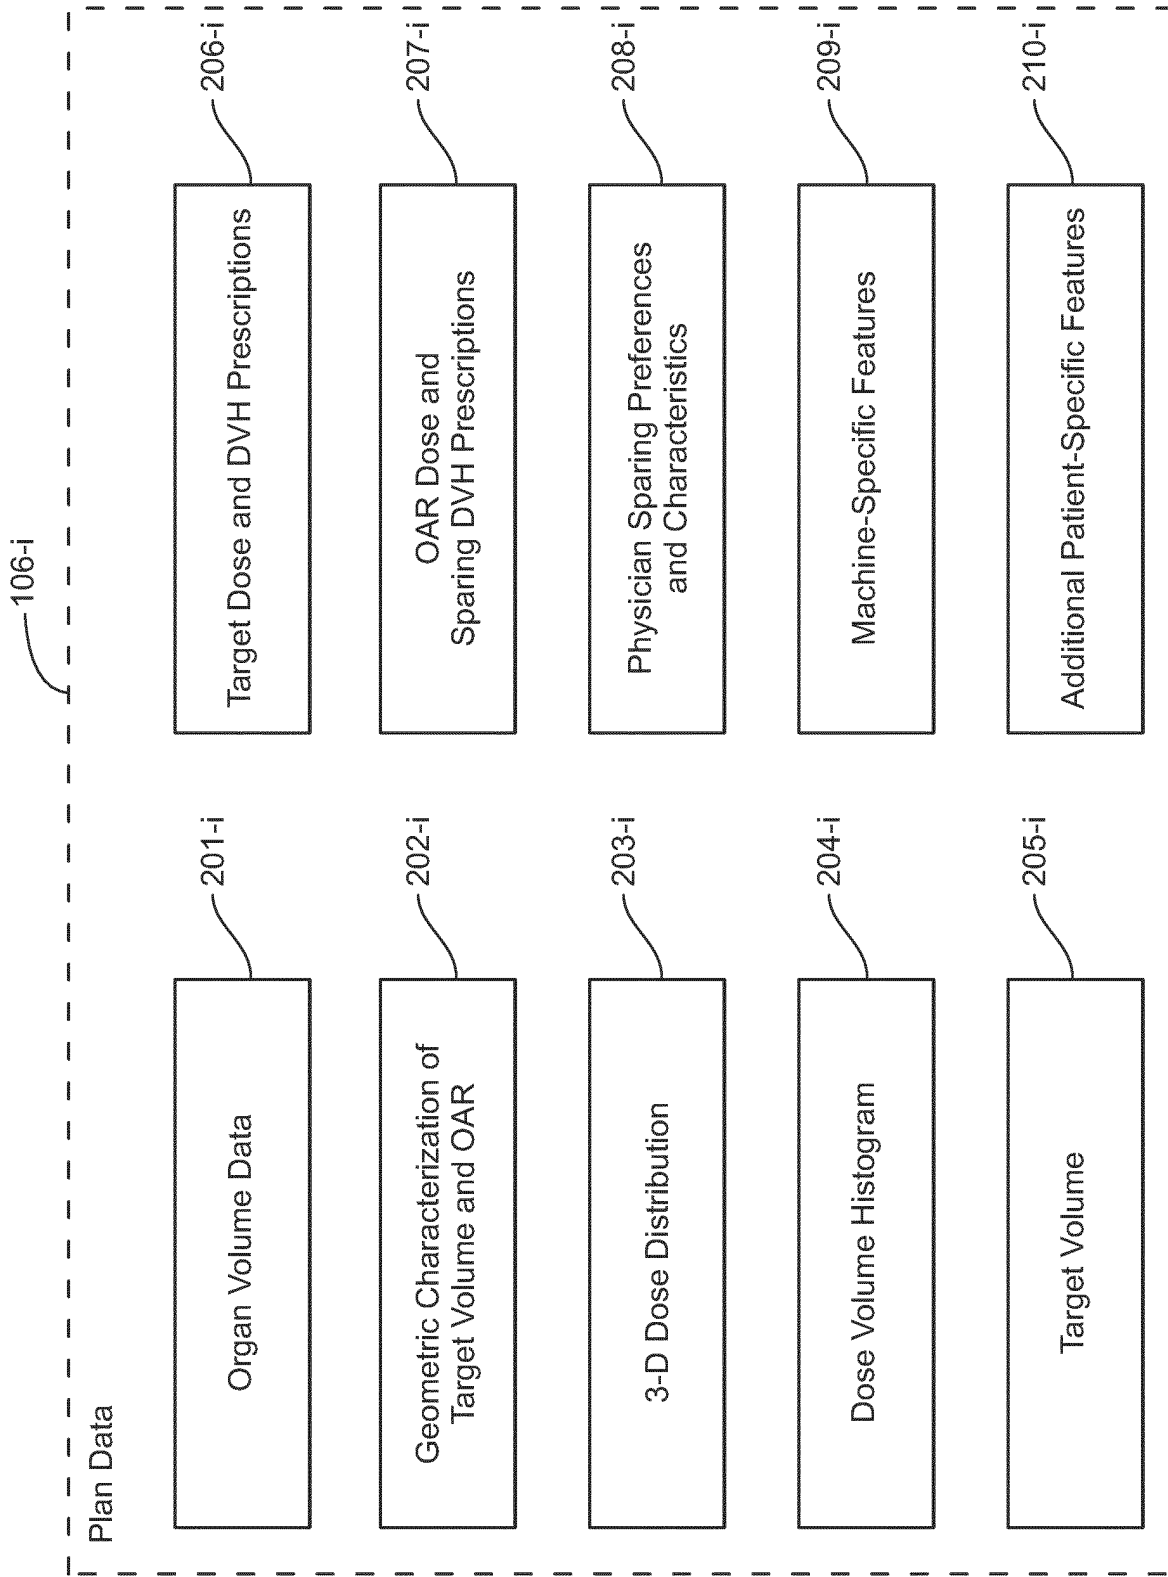 106-i
Plan Data
Organ Volume Data
201-i
Target Dose and DVH Prescriptions
206-i
Geometric Characterization of
Target Volume and OAR
202-i
OAR Dose and
Sparing DVH Prescriptions
207-i
3-D Dose Distribution
203-i
Physician Sparing Preferences
and Characteristics
208-i
Dose Volume Histogram
204-i
Machine-Specific Features
209-i
Target Volume
205-i
Additional Patient-Specific Features
210-i